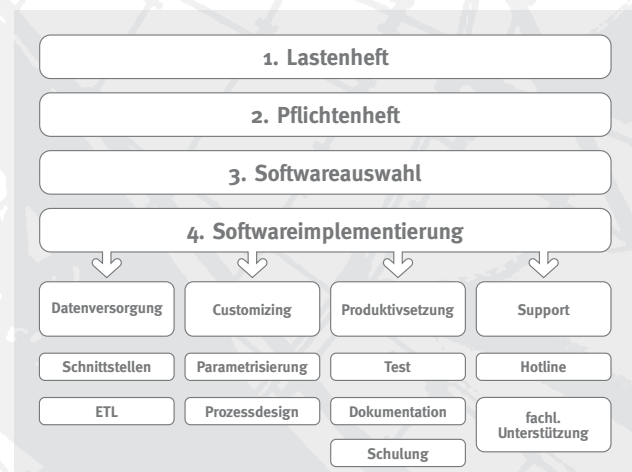 1. Lastenheft
2. Pflichtenheft
3. Softwareauswahl
4. Softwareimplementierung
Datenversorgung
Customizing
Produktivsetzung
Support
Schnittstellen
Parametrisierung
Test
Hotline
ETL
Prozessdesign
Dokumentation
fachl.
Unterstützung
Schulung